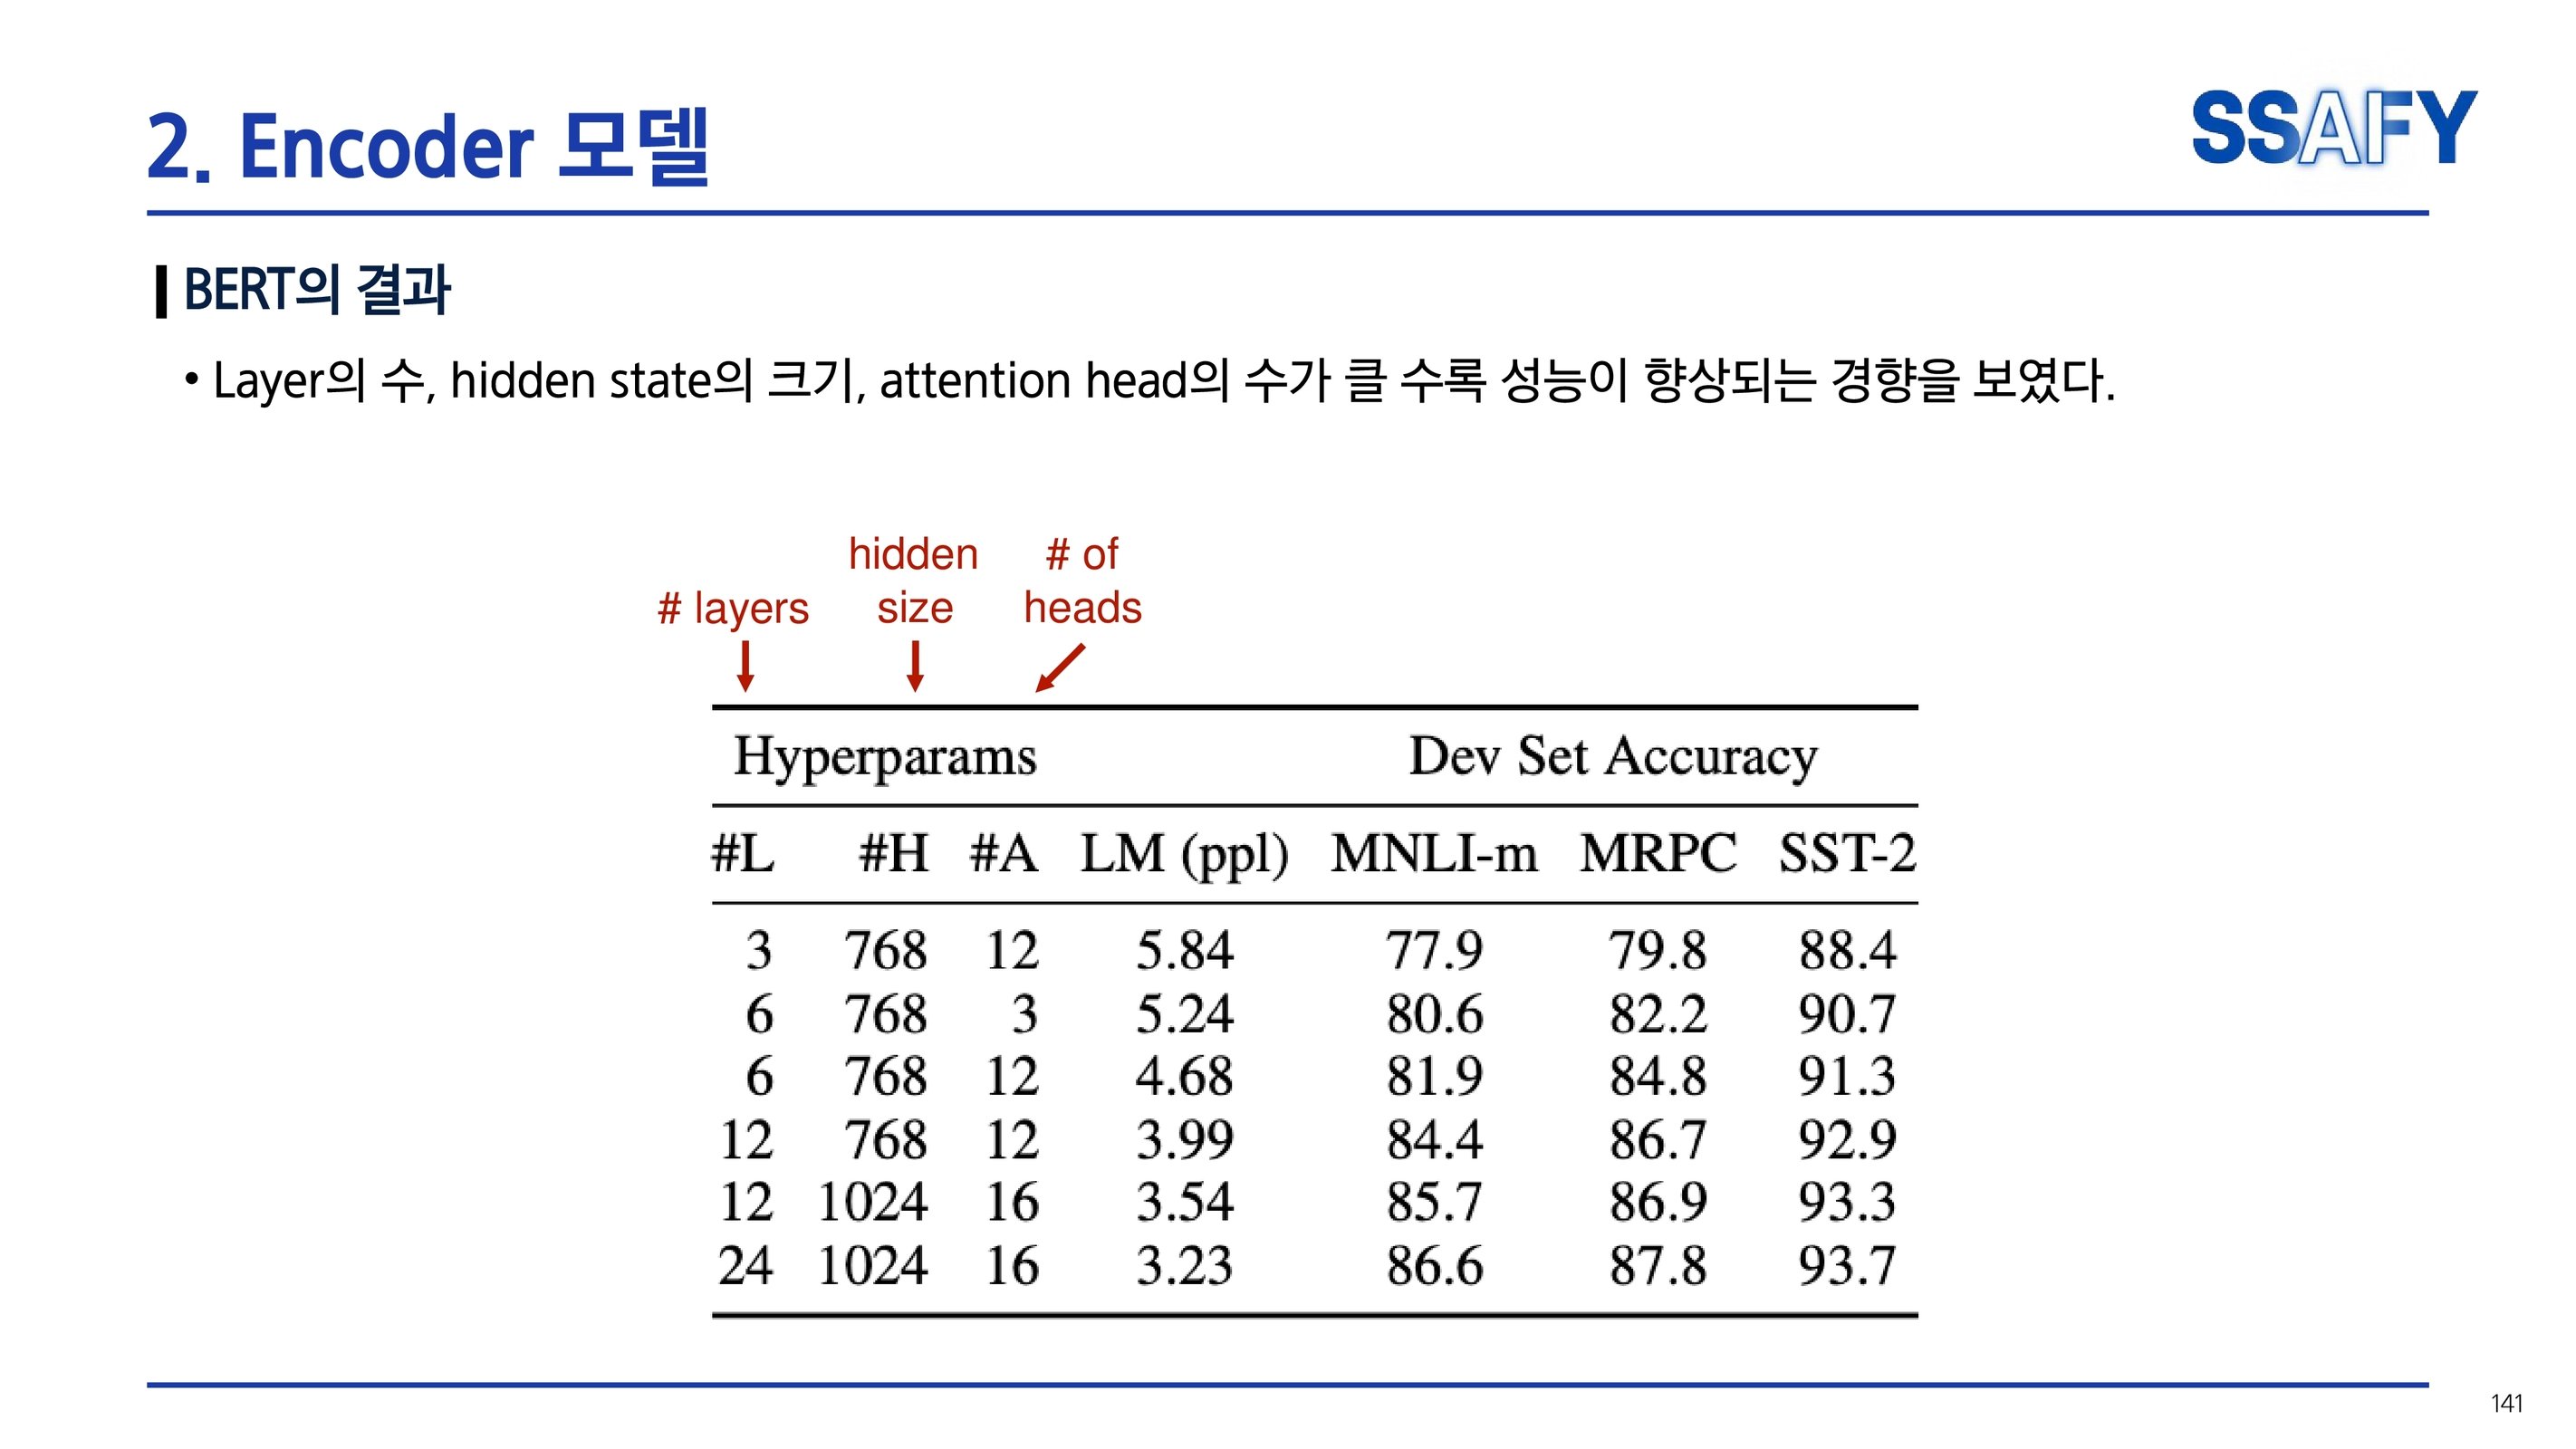 2. Encoder 모델
SSAFY
BERT의 결과
• Layer의 수, hidden state의 크기, attention head의 수가 클 수록 성능이 향상되는 경향을 보였다.
# layers
hidden
size
# of
heads
Hyperparams Dev Set Accuracy
#L #H #A LM (ppl) MNLI-m MRPC SST-2
3 768 12 5.84 77.9 79.8 88.4
6 768 3 5.24 80.6 82.2 90.7
6 768 12 4.68 81.9 84.8 91.3
12 768 12 3.99 84.4 86.7 92.9
12 1024 16 3.54 85.7 86.9 93.3
24 1024 16 3.23 86.6 87.8 93.7
141